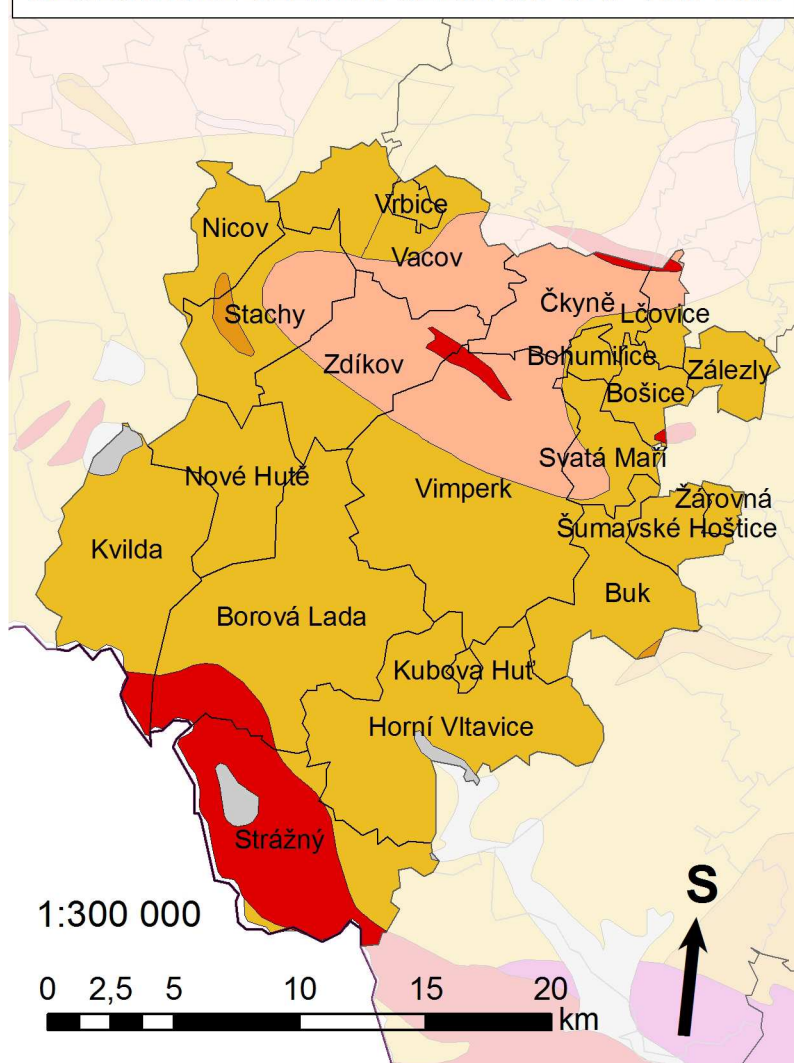 Vrbice
Nicov
Vacov
Čkyně
Stachy
Lčovice
Zdíkov
Bohumilice
Zálezly
Bošice
Svatá Maří
Nové Hutě
Vimperk
Žárovná
Šumavské Hoštice
Kvilda
Buk
Borová Lada
Kubova Huť
Horní Vltavice
Strážný
S
1:300 000
0 2,5 5 10 15 20
km